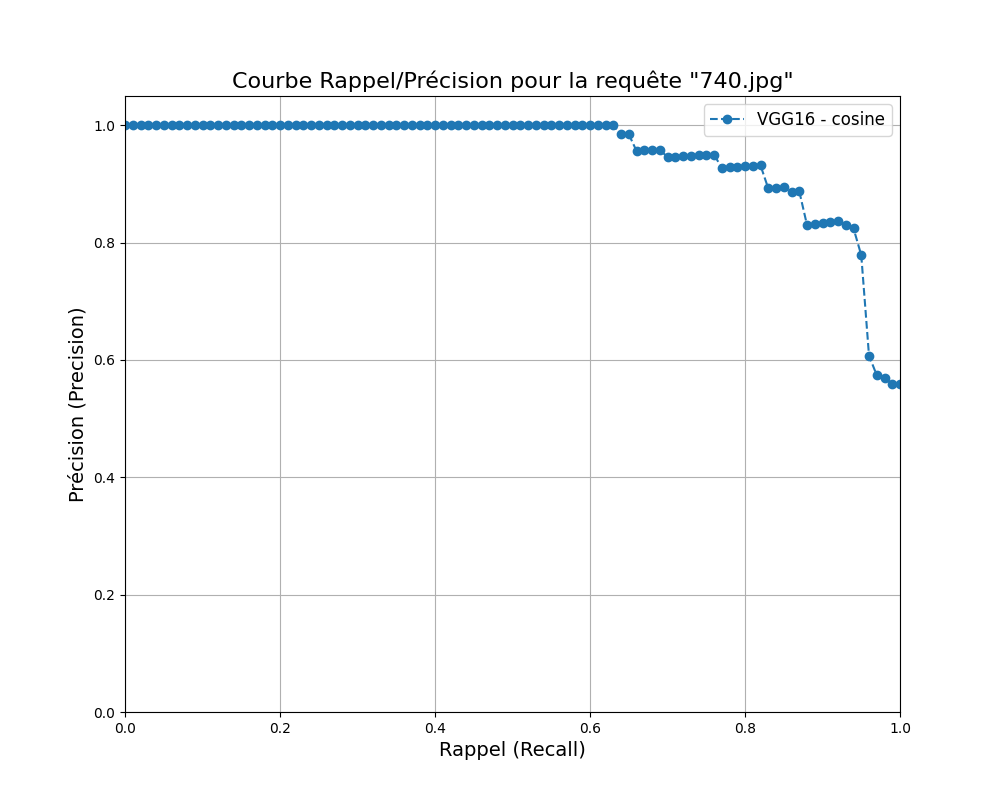 Courbe Rappel/Précision pour la requête "740.jpg"
VGG16 - cosine
Précision (Precision)
1.0
0.8
0.6
0.4
0.2
0.0
0.0 0.2 0.4 0.6 0.8 1.0
Rappel (Recall)